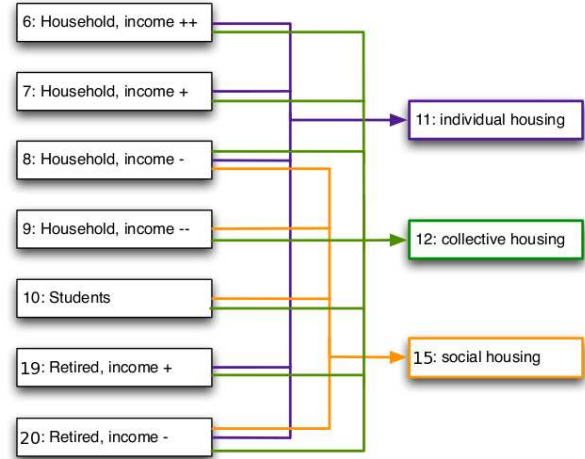 6: Household, income ++
7: Household, income +
11: individual housing
8: Household, income -
9: Household, income --
12: collective housing
10: Students
15: social housing
19: Retired, income +
20: Retired, income -